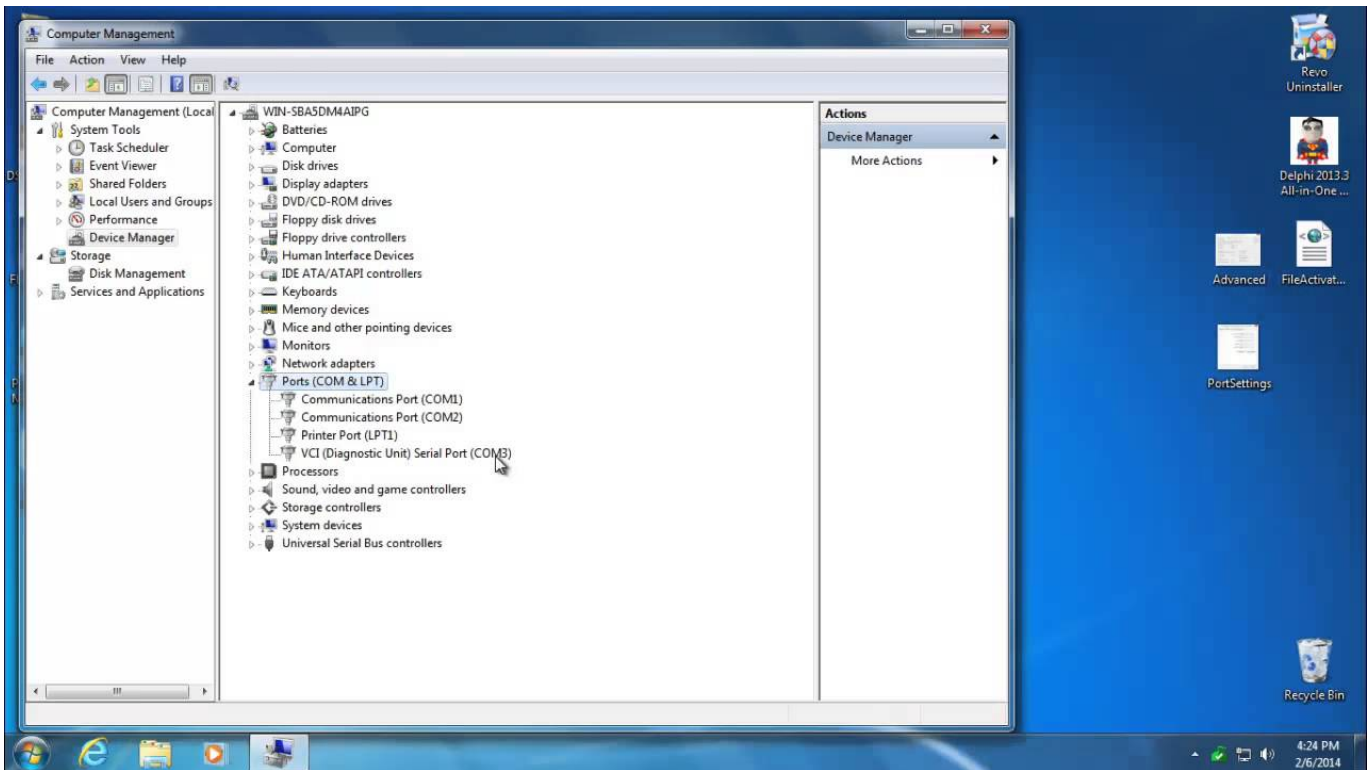 Computer Management
File Action View Help
Computer Management (Local
System Tools
Task Scheduler
Event Viewer
Shared Folders
Local Users and Groups
Performance
Device Manager
Storage
Disk Management
Services and Applications
WIN-SBA5DM4AIPG
Batteries
Computer
Disk drives
Display adapters
DVD/CD-ROM drives
Floppy disk drives
Floppy drive controllers
Human Interface Devices
IDE ATA/ATAPI controllers
Keyboards
Memory devices
Mice and other pointing devices
Monitors
Network adapters
Ports (COM & LPT)
Communications Port (COM1)
Communications Port (COM2)
Printer Port (LPT1)
VCI (Diagnostic Unit) Serial Port (COM3)
Processors
Sound, video and game controllers
Storage controllers
System devices
Universal Serial Bus controllers
Actions
Device Manager
More Actions
Revo
Uninstaller
Delphi 2013.3
All-in-One ...
Advanced
FileActivat...
PortSettings
Recycle Bin
4:24 PM
2/6/2014